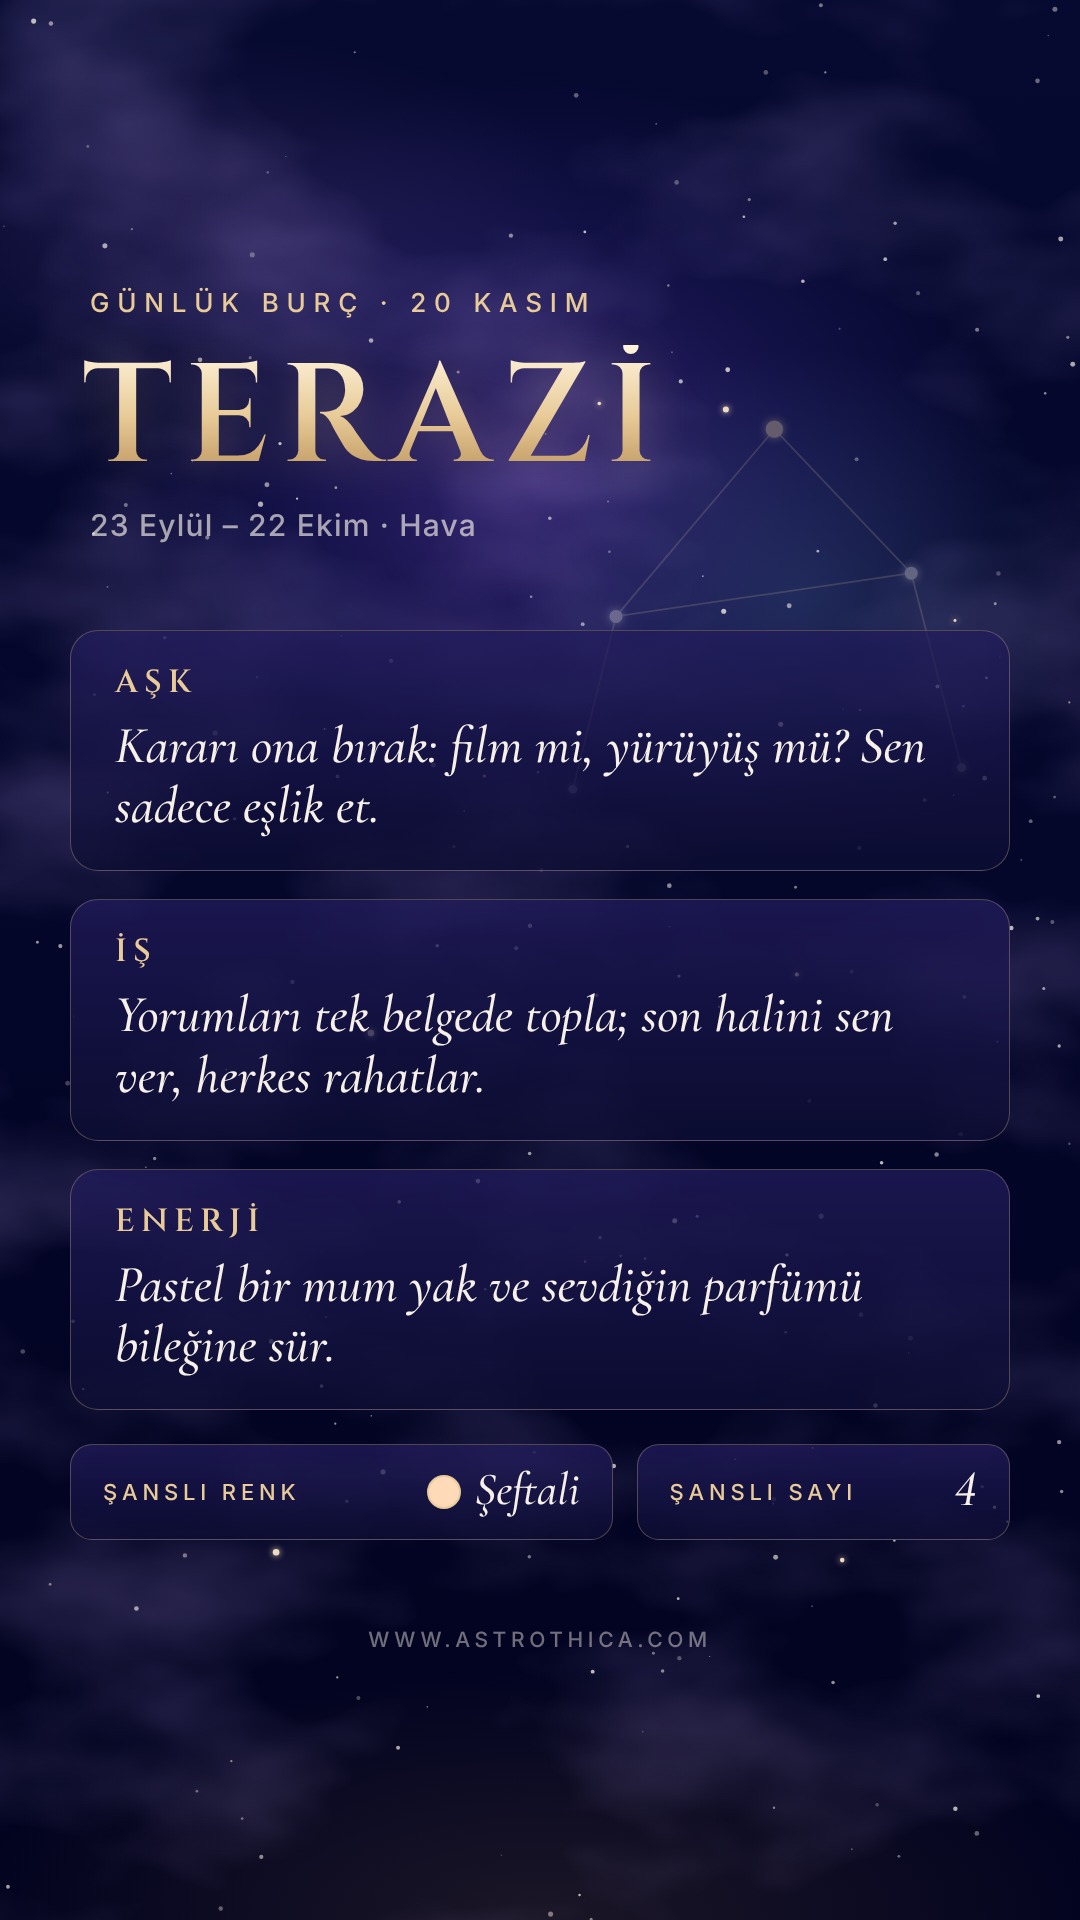 GÜNLÜK BURÇ · 20 KASIM
TERAZİ
23 Eylül – 22 Ekim · Hava
AŞK
Kararı ona bırak: film mi, yürüyüş mü? Sen
sadece eşlik et.
İŞ
Yorumları tek belgede topla; son halini sen
ver, herkes rahatlar.
ENERJİ
Pastel bir mum yak ve sevdiğin parfümü
bileğine sür.
ŞANSLI RENK Şeftali
ŞANSLI SAYI 4
WWW.ASTROTHICA.COM